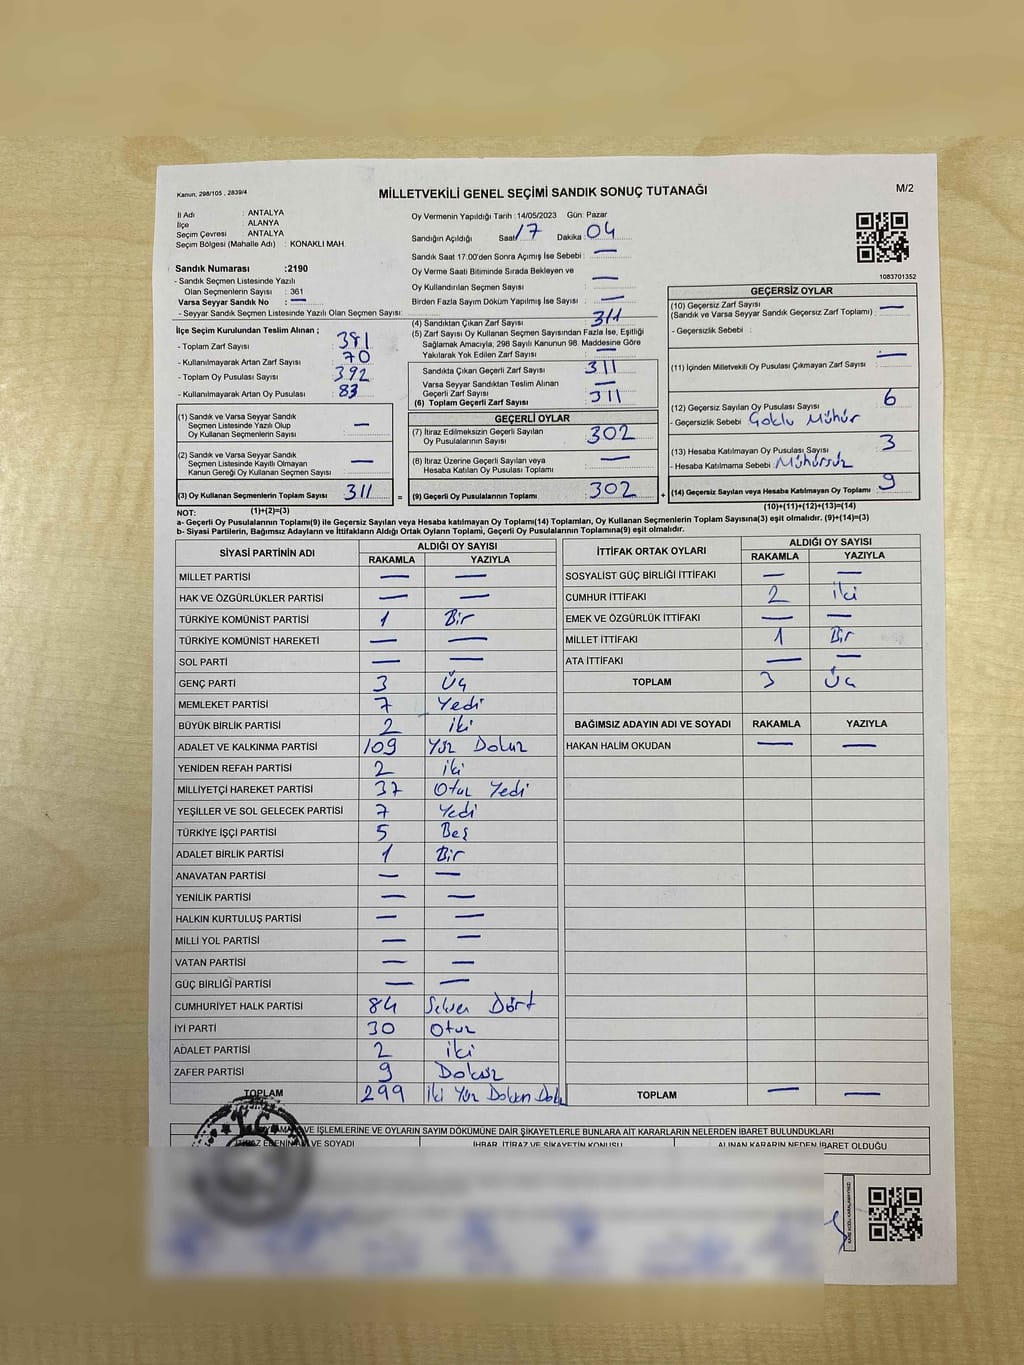 Kanun, 298/105 , 2839/4
MİLLETVEKİLİ GENEL SEÇİMİ SANDIK SONUÇ TUTANAĞI
M/2
İl Adı : ANTALYA
İlçe : ALANYA
Seçim Çevresi : ANTALYA
Seçim Bölgesi (Mahalle Adı) : KONAKLI MAH.
Oy Vermenin Yapıldığı Tarih : 14/05/2023 Gün: Pazar
Sandığın Açıldığı Saat 17 Dakika 04
Sandık Saat 17.00'den Sonra Açımış İse Sebebi : —
Oy Verme Saati Bitiminde Sırada Bekleyen ve
Oy Kullandırılan Seçmen Sayısı : —
Birden Fazla Sayım Döküm Yapılmış İse Sayısı : —
1083701352
Sandık Numarası :2190
- Sandık Seçmen Listesinde Yazılı
Olan Seçmenlerin Sayısı : 361
Varsa Seyyar Sandık No : —
- Seyyar Sandık Seçmen Listesinde Yazılı Olan Seçmen Sayısı:
İlçe Seçim Kurulundan Teslim Alınan ;
- Toplam Zarf Sayısı : 381
- Kullanılmayarak Artan Zarf Sayısı : 70
- Toplam Oy Pusulası Sayısı : 392
- Kullanılmayarak Artan Oy Pusulası : 83
(1) Sandık ve Varsa Seyyar Sandık
Seçmen Listesinde Yazılı Olup
Oy Kullanan Seçmenlerin Sayısı : —
(2) Sandık ve Varsa Seyyar Sandık
Seçmen Listesinde Kayıtlı Olmayan
Kanun Gereği Oy Kullanan Seçmen Sayısı : —
(3) Oy Kullanan Seçmenlerin Toplam Sayısı : 311 =
(4) Sandıktan Çıkan Zarf Sayısı : 311
(5) Zarf Sayısı Oy Kullanan Seçmen Sayısından Fazla İse, Eşitliği
Sağlamak Amacıyla, 298 Sayılı Kanunun 98. Maddesine Göre
Yakılarak Yok Edilen Zarf Sayısı : —
Sandıkta Çıkan Geçerli Zarf Sayısı : 311
Varsa Seyyar Sandıktan Teslim Alınan
Geçerli Zarf Sayısı : —
(6) Toplam Geçerli Zarf Sayısı : 311
GEÇERLİ OYLAR
(7) İtiraz Edilmeksizin Geçerli Sayılan
Oy Pusulalarının Sayısı : 302
(8) İtiraz Üzerine Geçerli Sayılan veya
Hesaba Katılan Oy Pusulası Toplamı : —
(9) Geçerli Oy Pusulalarının Toplamı : 302 +
GEÇERSİZ OYLAR
(10) Geçersiz Zarf Sayısı
(Sandık ve Varsa Seyyar Sandık Geçersiz Zarf Toplamı) : —
- Geçersizlik Sebebi :
(11) İçinden Milletvekili Oy Pusulası Çıkmayan Zarf Sayısı : —
(12) Geçersiz Sayılan Oy Pusulası Sayısı : 6
- Geçersizlik Sebebi : Çoklu Mühür
(13) Hesaba Katılmayan Oy Pusulası Sayısı : 3
- Hesaba Katılmama Sebebi : Mühürsüz
(14) Geçersiz Sayılan veya Hesaba Katılmayan Oy Toplamı : 9
NOT: (1)+(2)=(3) (10)+(11)+(12)+(13)=(14)
a- Geçerli Oy Pusulalarının Toplamı(9) ile Geçersiz Sayılan veya Hesaba katılmayan Oy Toplamı(14) Toplamları, Oy Kullanan Seçmenlerin Toplam Sayısına(3) eşit olmalıdır. (9)+(14)=(3)
b- Siyasi Partilerin, Bağımsız Adayların ve İttifakların Aldığı Ortak Oyların Toplamı, Geçerli Oy Pusulalarının Toplamına(9) eşit olmalıdır.
SİYASİ PARTİNİN ADI ALDIĞI OY SAYISI
RAKAMLA YAZIYLA
MİLLET PARTİSİ — —
HAK VE ÖZGÜRLÜKLER PARTİSİ — —
TÜRKİYE KOMÜNİST PARTİSİ 1 Bir
TÜRKİYE KOMÜNİST HAREKETİ — —
SOL PARTİ — —
GENÇ PARTİ 3 Üç
MEMLEKET PARTİSİ 7 Yedi
BÜYÜK BİRLİK PARTİSİ 2 iki
ADALET VE KALKINMA PARTİSİ 109 Yüz Dokuz
YENİDEN REFAH PARTİSİ 2 iki
MİLLİYETÇİ HAREKET PARTİSİ 37 Otuz Yedi
YEŞİLLER VE SOL GELECEK PARTİSİ 7 Yedi
TÜRKİYE İŞÇİ PARTİSİ 5 Beş
ADALET BİRLİK PARTİSİ 1 Bir
ANAVATAN PARTİSİ — —
YENİLİK PARTİSİ — —
HALKIN KURTULUŞ PARTİSİ — —
MİLLİ YOL PARTİSİ — —
VATAN PARTİSİ — —
GÜÇ BİRLİĞİ PARTİSİ — —
CUMHURİYET HALK PARTİSİ 84 Seksen Dört
İYİ PARTİ 30 Otuz
ADALET PARTİSİ 2 iki
ZAFER PARTİSİ 9 Dokuz
TOPLAM 299 iki Yüz Doksan Doku
İTTİFAK ORTAK OYLARI ALDIĞI OY SAYISI
RAKAMLA YAZIYLA
SOSYALİST GÜÇ BİRLİĞİ İTTİFAKI — —
CUMHUR İTTİFAKI 2 iki
EMEK VE ÖZGÜRLÜK İTTİFAKI — —
MİLLET İTTİFAKI 1 Bir
ATA İTTİFAKI — —
TOPLAM 3 Üç
BAĞIMSIZ ADAYIN ADI VE SOYADI RAKAMLA YAZIYLA
HAKAN HALİM OKUDAN — —
TOPLAM — —
VE İŞLEMLERİNE VE OYLARIN SAYIM DÖKÜMÜNE DAİR ŞİKAYETLERLE BUNLARA AİT KARARLARIN NELERDEN İBARET BULUNDUKLARI
VE SOYADI İHBAR, İTİRAZ VE ŞİKAYETİN KONUSU ALINAN KARARIN NEDEN İBARET OLDUĞU